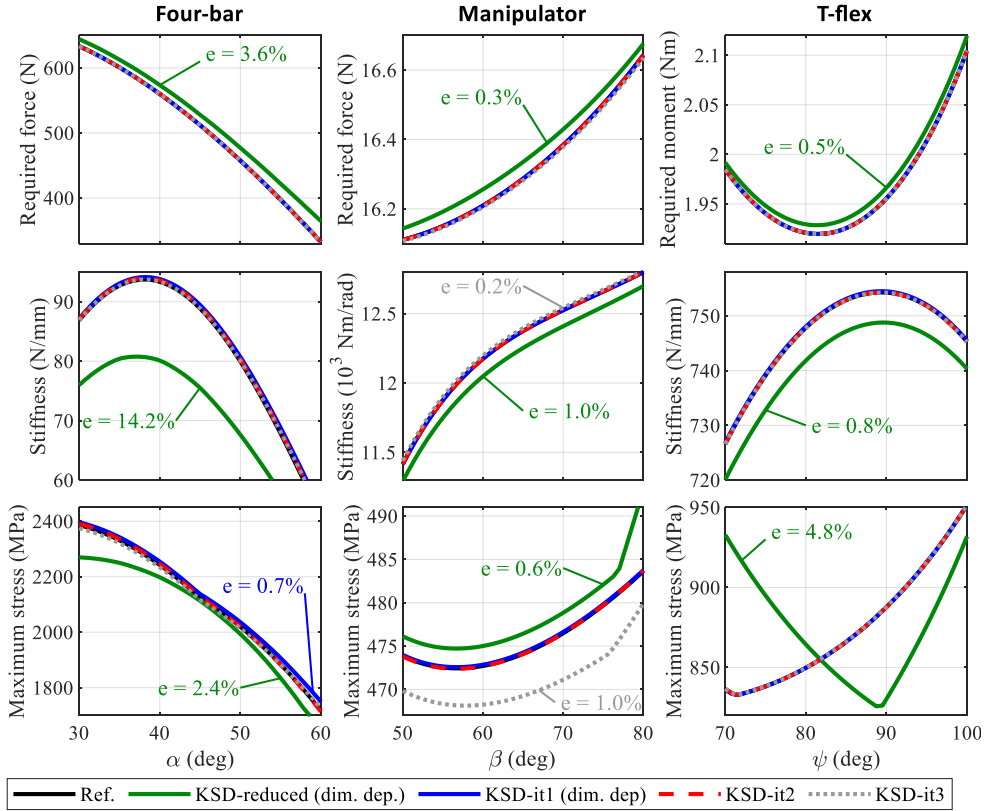 Four-bar
Manipulator
T-flex
Required force (N)
600
500
400
e = 3.6%
Required force (N)
16.6
16.4
16.2
e = 0.3%
Required moment (Nm)
2.1
2.05
2
1.95
e = 0.5%
Stiffness (N/mm)
90
80
70
60
e = 14.2%
Stiffness (10³ Nm/rad)
12.5
12
11.5
e = 0.2%
e = 1.0%
Stiffness (N/mm)
750
740
730
720
e = 0.8%
Maximum stress (MPa)
2400
2200
2000
1800
e = 0.7%
e = 2.4%
30 40 50 60
α (deg)
Maximum stress (MPa)
490
480
475
470
e = 0.6%
e = 1.0%
50 60 70 80
β (deg)
Maximum stress (MPa)
950
900
850
e = 4.8%
70 80 90 100
ψ (deg)
Ref. KSD-reduced (dim. dep.) KSD-it1 (dim. dep) KSD-it2 KSD-it3